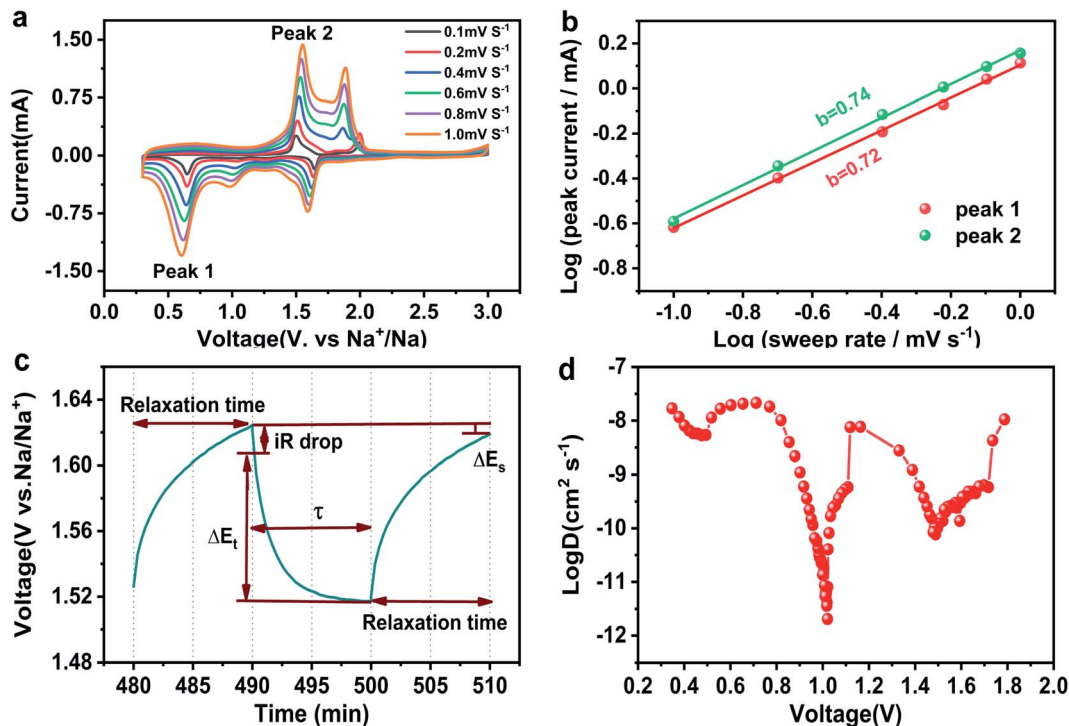 a
Peak 2
0.1mV S⁻¹
0.2mV S⁻¹
0.4mV S⁻¹
0.6mV S⁻¹
0.8mV S⁻¹
1.0mV S⁻¹
Peak 1
1.50
0.75
0.00
-0.75
-1.50
Current(mA)
0.0 0.5 1.0 1.5 2.0 2.5 3.0
Voltage(V. vs Na⁺/Na)
b
b=0.74
b=0.72
peak 1
peak 2
0.2
0.0
-0.2
-0.4
-0.6
-0.8
Log (peak current / mA)
-1.0 -0.8 -0.6 -0.4 -0.2 0.0
Log (sweep rate / mV s⁻¹)
c
Relaxation time
iR drop
ΔEₛ
τ
ΔEₜ
Relaxation time
1.64
1.60
1.56
1.52
1.48
Voltage(V vs.Na/Na⁺)
480 485 490 495 500 505 510
Time (min)
d
-7
-8
-9
-10
-11
-12
LogD(cm² s⁻¹)
0.2 0.4 0.6 0.8 1.0 1.2 1.4 1.6 1.8 2.0
Voltage(V)